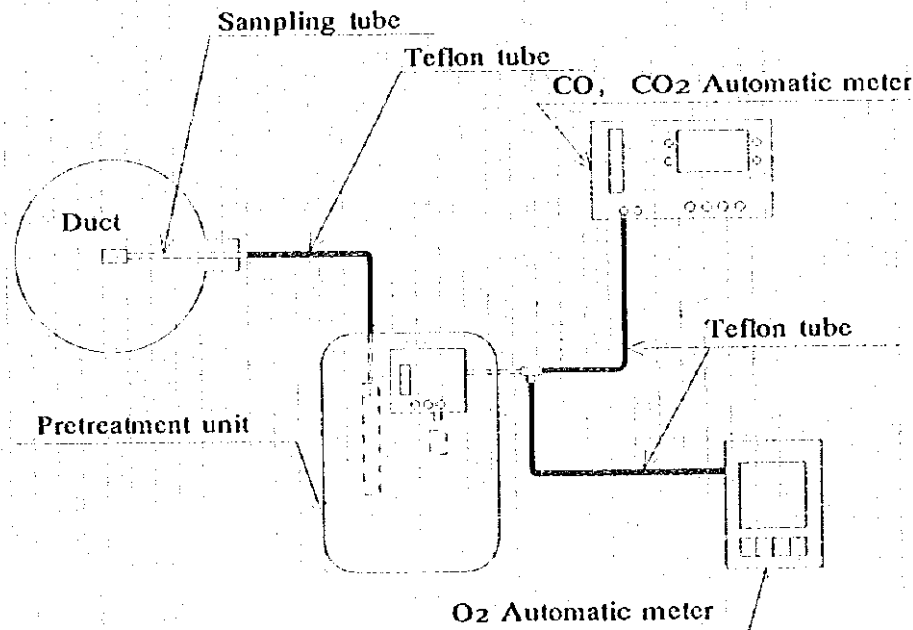 Sampling tube
Teflon tube
CO, CO2 Automatic meter
Duct
Teflon tube
Pretreatment unit
O2 Automatic meter